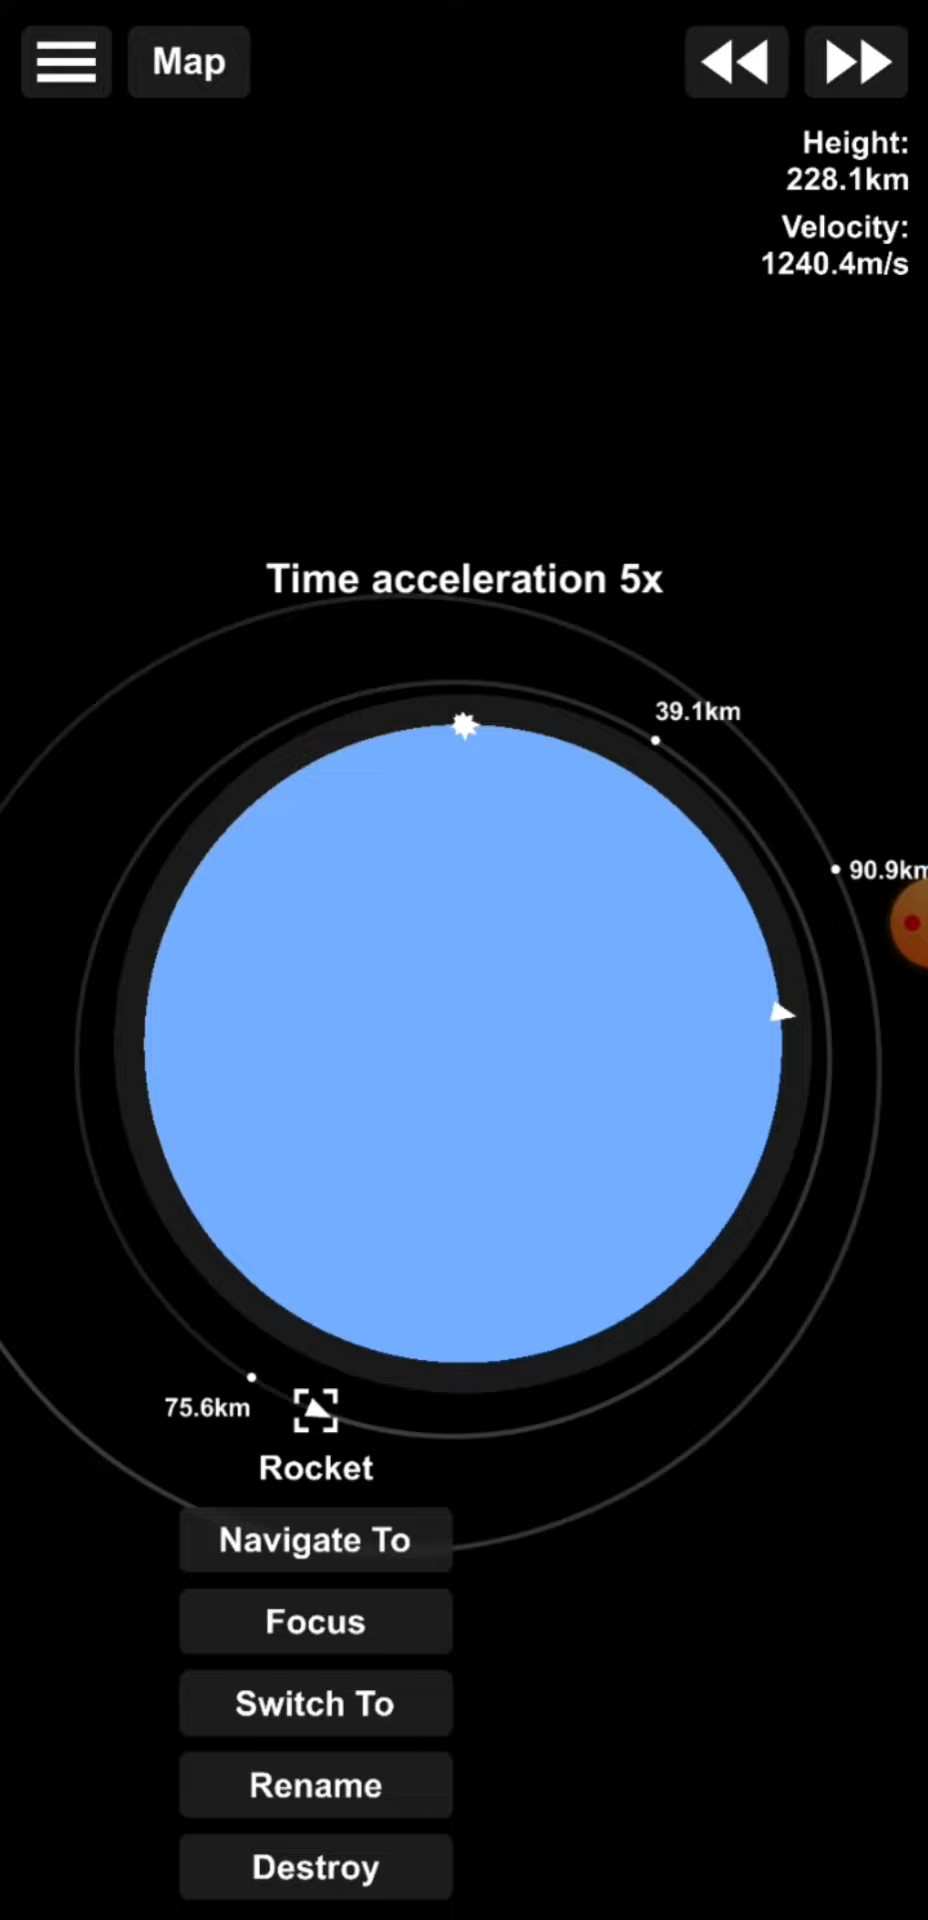 Map
Height:
228.1km
Velocity:
1240.4m/s
Time acceleration 5x
39.1km
90.9km
75.6km
Rocket
Navigate To
Focus
Switch To
Rename
Destroy